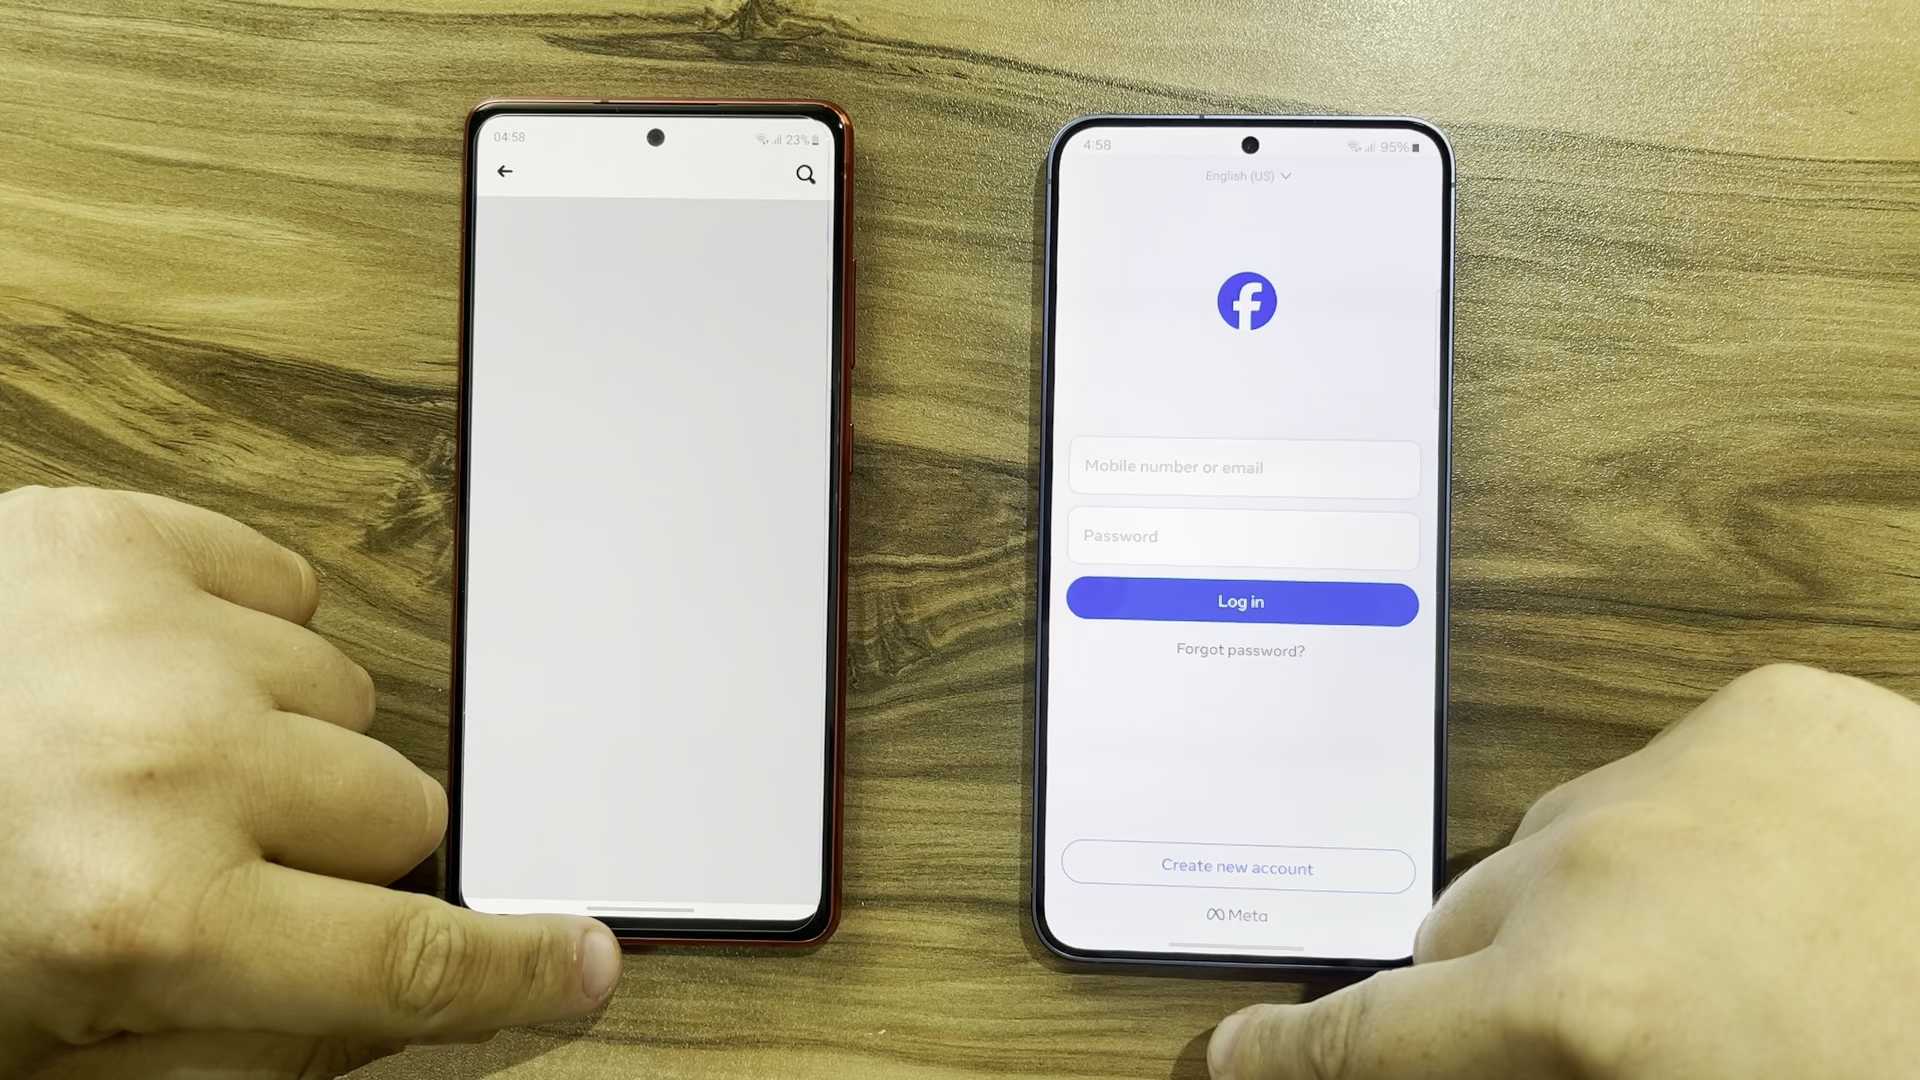 04:58
23%
4:58
95%
English (US)
Mobile number or email
Password
Log in
Forgot password?
Create new account
Meta